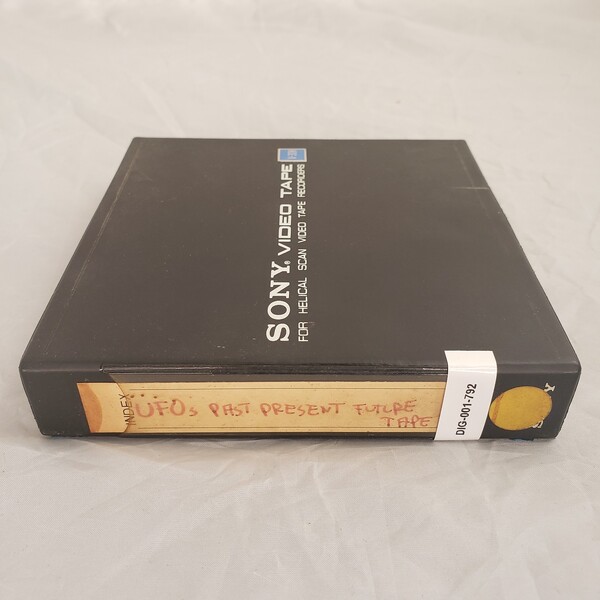 SONY® VIDEO TAPE
FOR HELICAL SCAN VIDEO TAPE RECORDERS
INDEX
UFOs PAST PRESENT FUTURE
TAPE
DIG-001-792